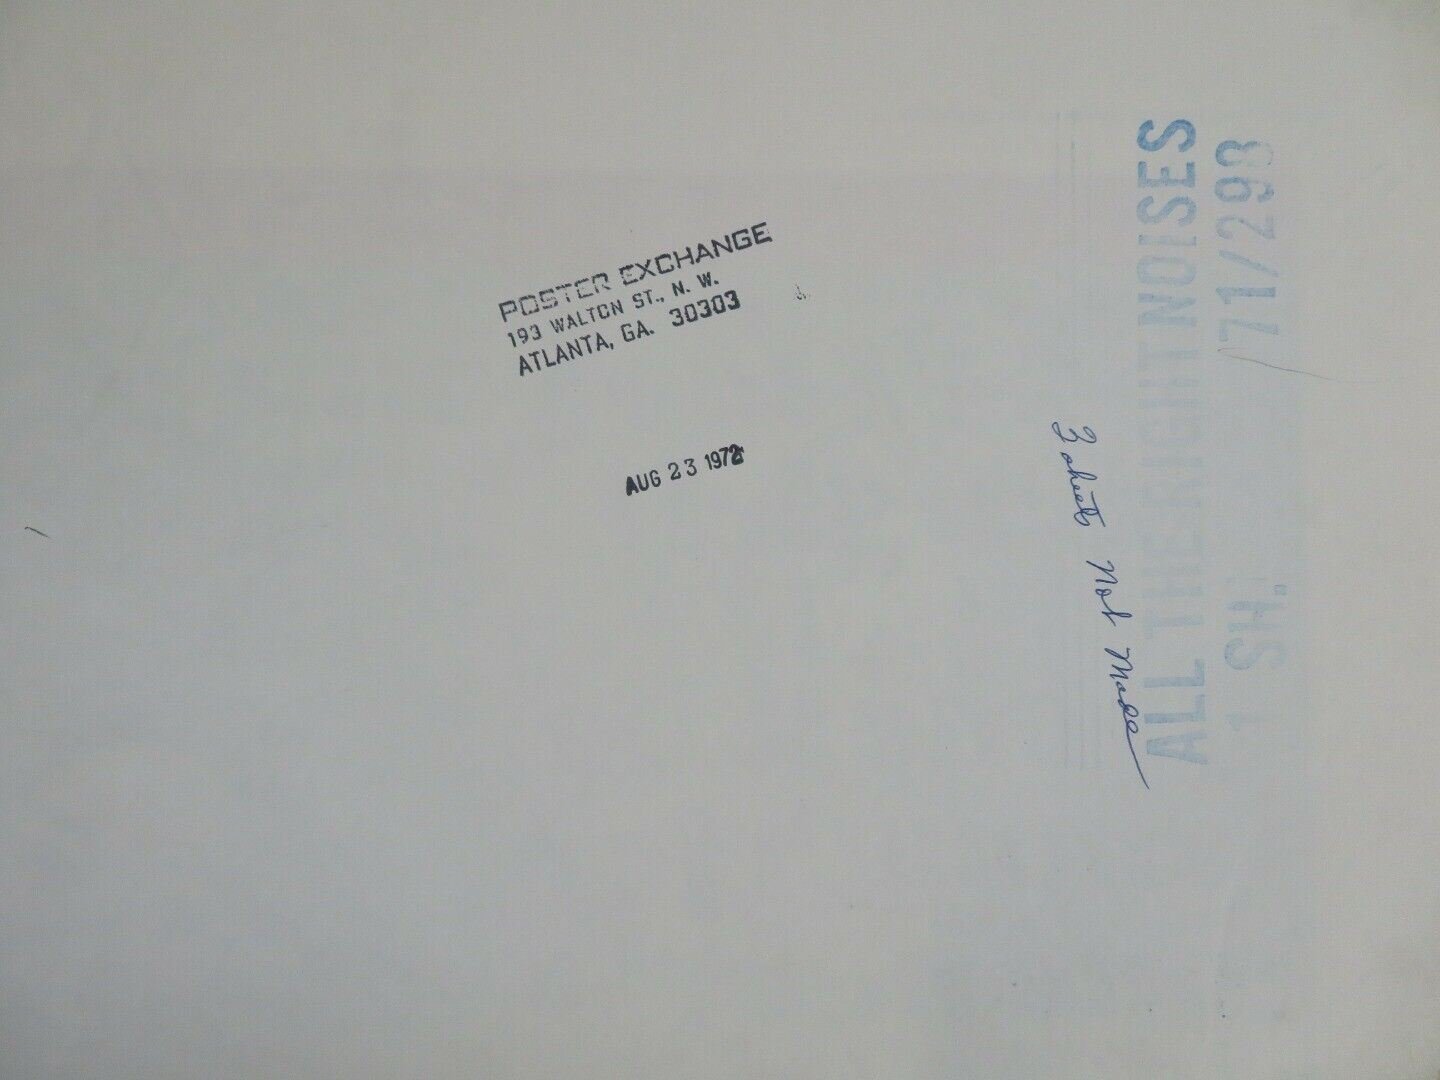 POSTER EXCHANGE
193 WALTON ST., N. W.
ATLANTA, GA. 30303
AUG 23 1972
3 sheets Not Made
ALL THE RIGHT NOISES
1 SH. 71/298